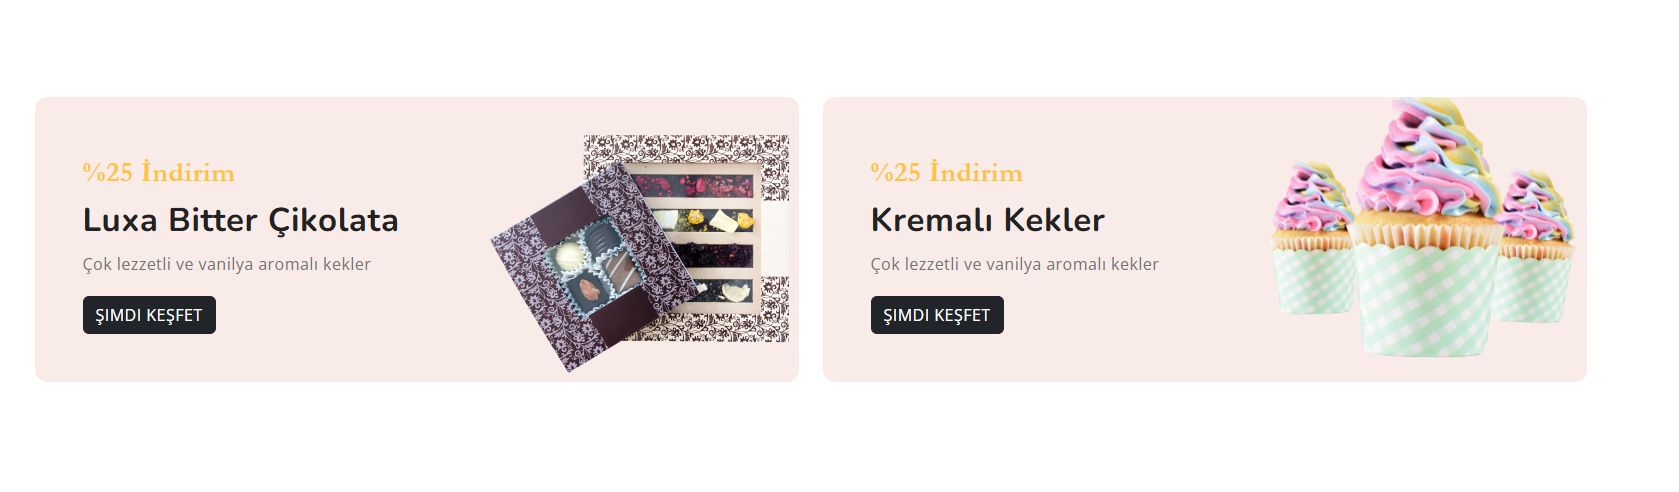 %25 İndirim
Luxa Bitter Çikolata
Çok lezzetli ve vanilya aromalı kekler
ŞIMDI KEŞFET
%25 İndirim
Kremalı Kekler
Çok lezzetli ve vanilya aromalı kekler
ŞIMDI KEŞFET